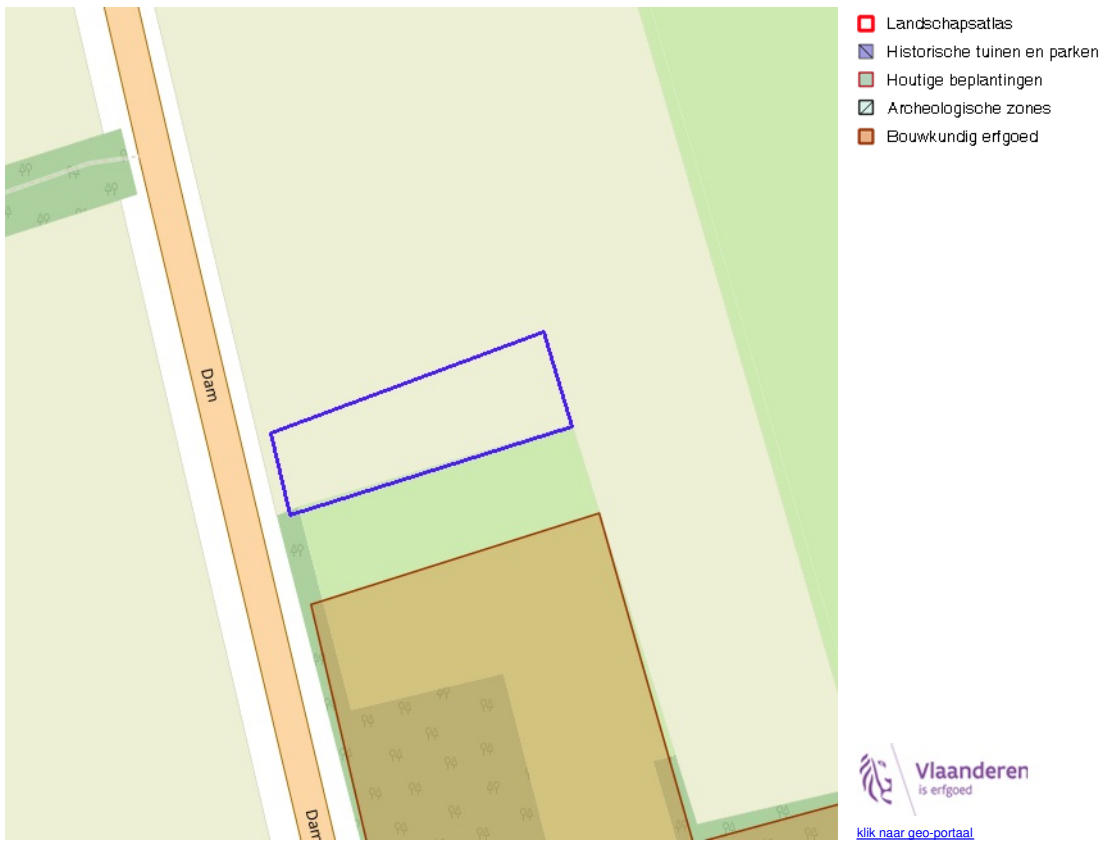 Landschapsatlas
Historische tuinen en parken
Houtige beplantingen
Archeologische zones
Bouwkundig erfgoed
Dam
Dam
Vlaanderen
is erfgoed
klik naar geo-portaal